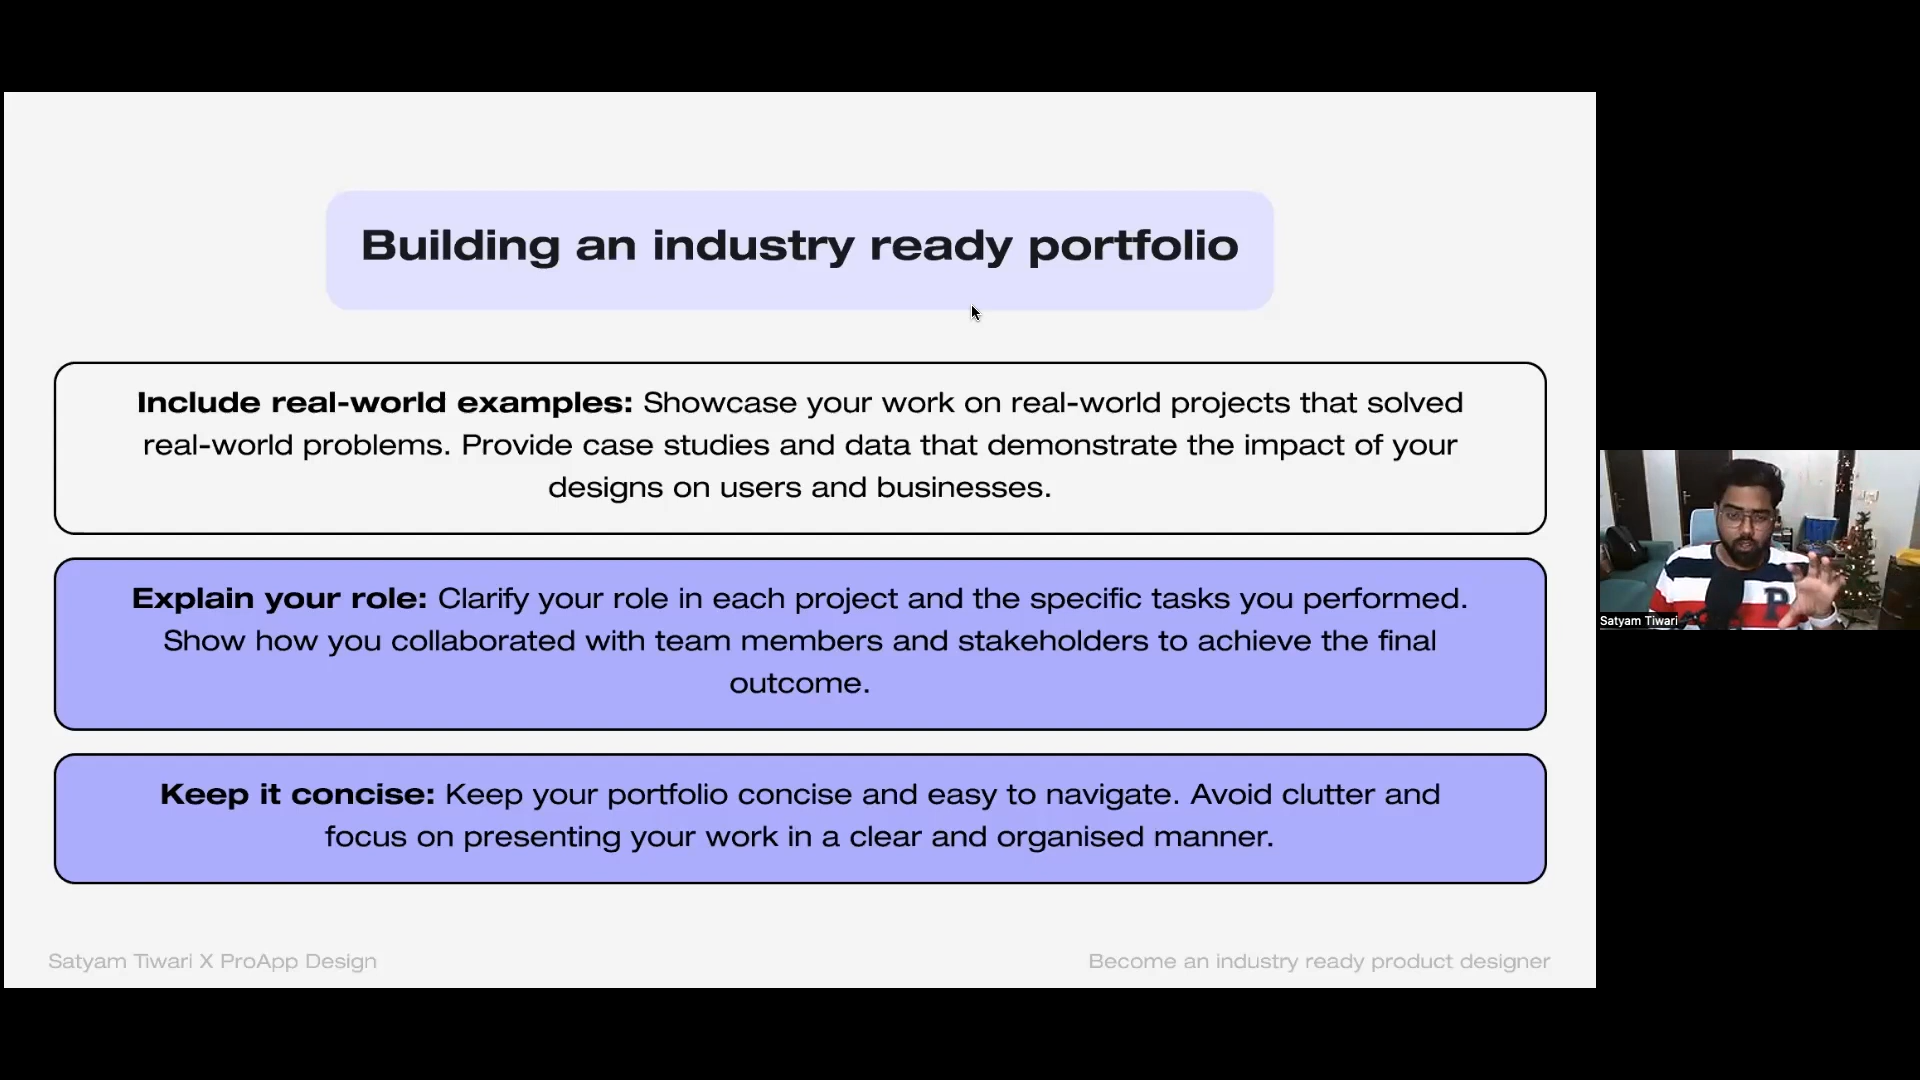 Building an industry ready portfolio
Include real-world examples: Showcase your work on real-world projects that solved
real-world problems. Provide case studies and data that demonstrate the impact of your
designs on users and businesses.
Explain your role: Clarify your role in each project and the specific tasks you performed.
Show how you collaborated with team members and stakeholders to achieve the final
outcome.
Keep it concise: Keep your portfolio concise and easy to navigate. Avoid clutter and
focus on presenting your work in a clear and organised manner.
Satyam Tiwari X ProApp Design
Become an industry ready product designer
P
Satyam Tiwari